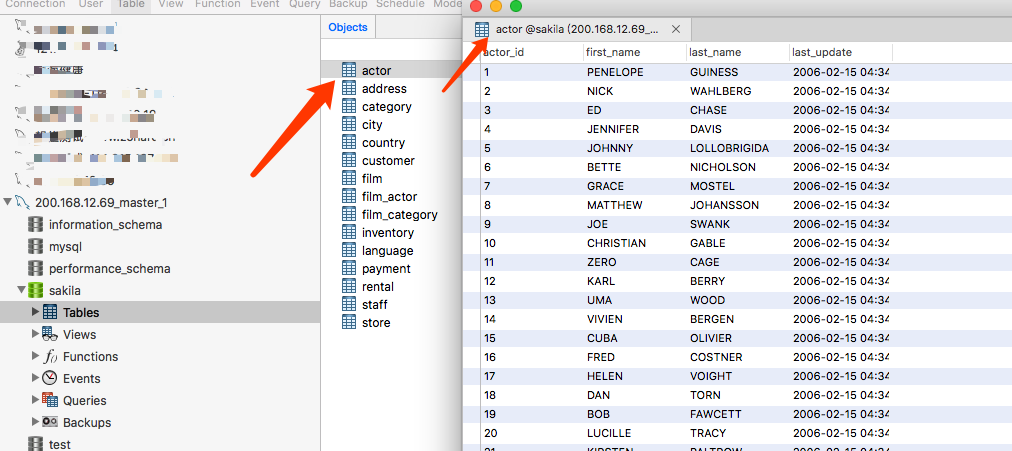 Connection User Table View Function Event Query Backup Schedule
Objects
actor
address
category
city
country
customer
film
film_actor
film_category
inventory
language
payment
rental
staff
store
200.168.12.69_master_1
information_schema
mysql
performance_schema
sakila
Tables
Views
Functions
Events
Queries
Backups
test
actor @sakila (200.168.12.69_...
actor_id first_name last_name last_update
1 PENELOPE GUINESS 2006-02-15 04:34
2 NICK WAHLBERG 2006-02-15 04:34
3 ED CHASE 2006-02-15 04:34
4 JENNIFER DAVIS 2006-02-15 04:34
5 JOHNNY LOLLOBRIGIDA 2006-02-15 04:34
6 BETTE NICHOLSON 2006-02-15 04:34
7 GRACE MOSTEL 2006-02-15 04:34
8 MATTHEW JOHANSSON 2006-02-15 04:34
9 JOE SWANK 2006-02-15 04:34
10 CHRISTIAN GABLE 2006-02-15 04:34
11 ZERO CAGE 2006-02-15 04:34
12 KARL BERRY 2006-02-15 04:34
13 UMA WOOD 2006-02-15 04:34
14 VIVIEN BERGEN 2006-02-15 04:34
15 CUBA OLIVIER 2006-02-15 04:34
16 FRED COSTNER 2006-02-15 04:34
17 HELEN VOIGHT 2006-02-15 04:34
18 DAN TORN 2006-02-15 04:34
19 BOB FAWCETT 2006-02-15 04:34
20 LUCILLE TRACY 2006-02-15 04:34